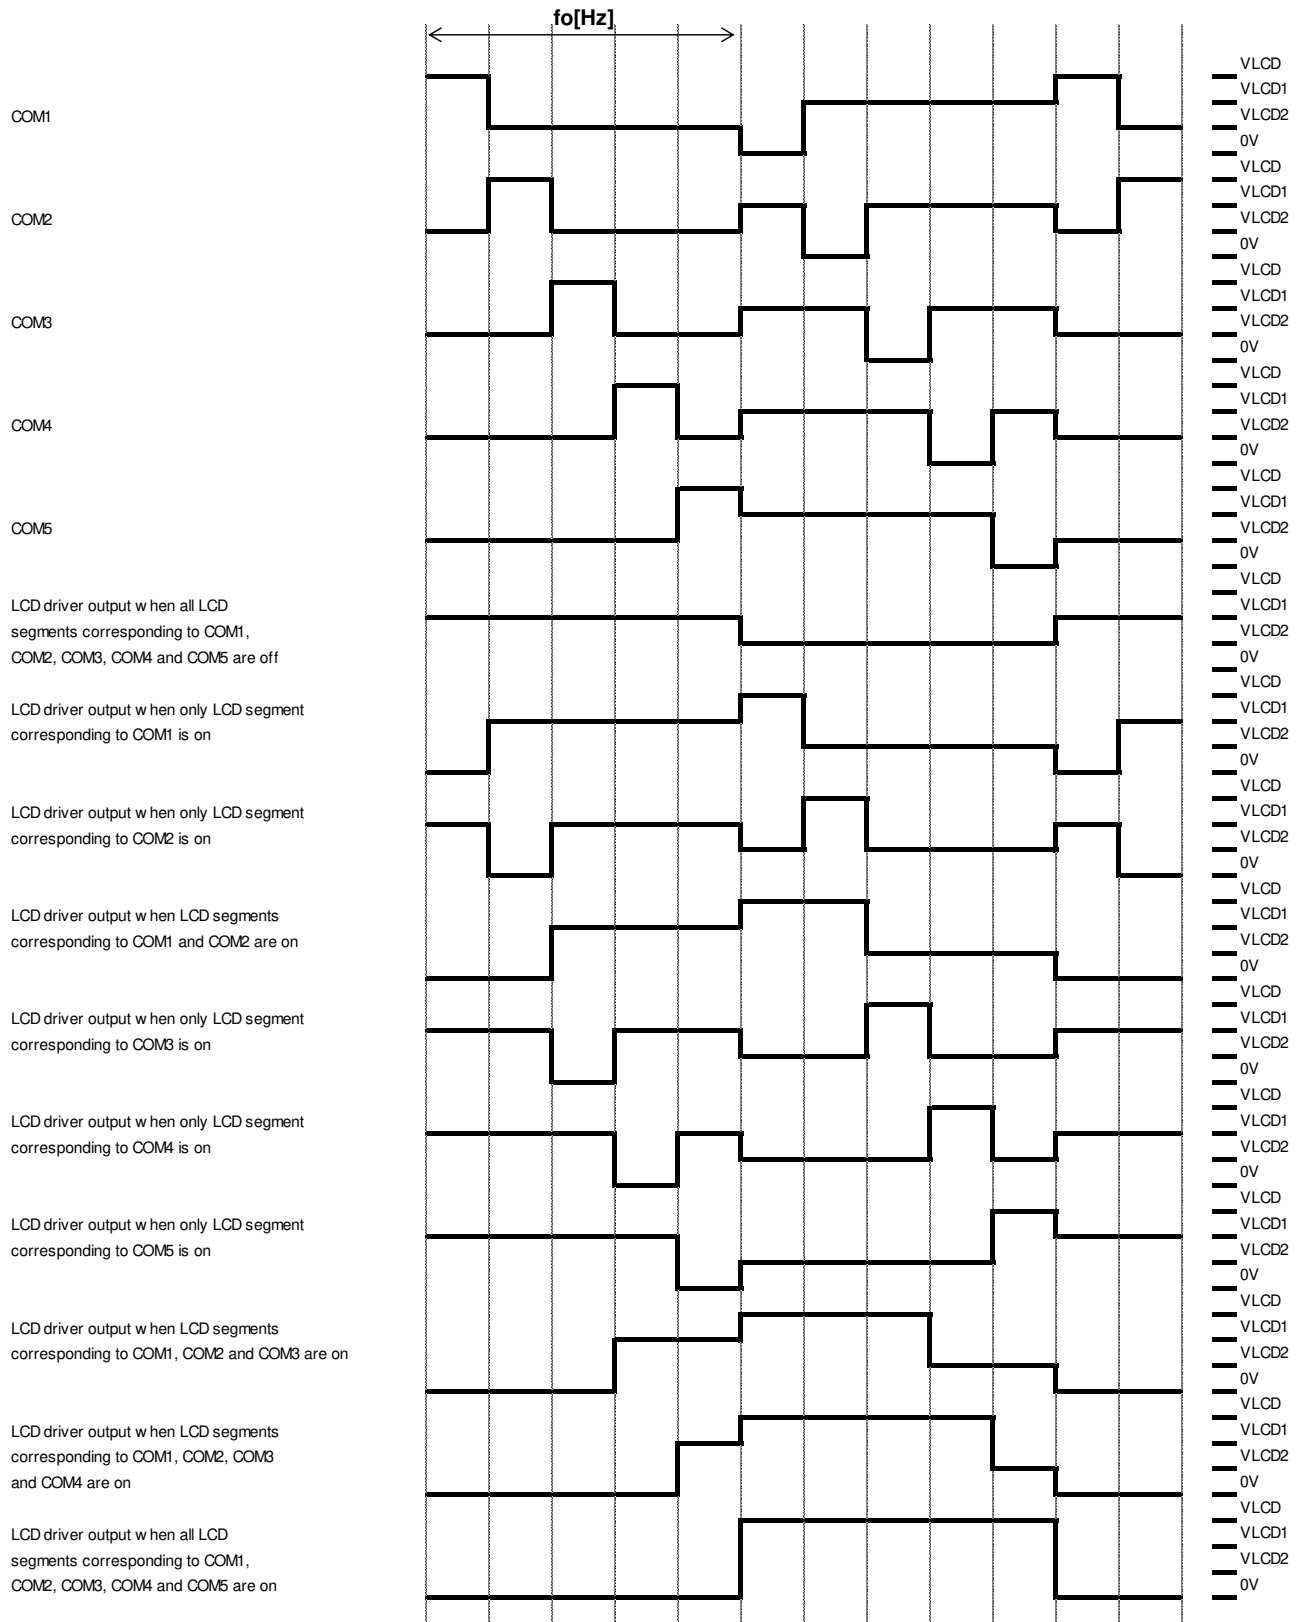 fo[Hz]
VLCD
VLCD1
COM1
VLCD2
0V
VLCD
VLCD1
COM2
VLCD2
0V
VLCD
VLCD1
COM3
VLCD2
0V
VLCD
VLCD1
COM4
VLCD2
0V
VLCD
VLCD1
COM5
VLCD2
0V
VLCD
LCD driver output when all LCD
segments corresponding to COM1,
COM2, COM3, COM4 and COM5 are off
VLCD1
VLCD2
0V
VLCD
LCD driver output when only LCD segment
corresponding to COM1 is on
VLCD1
VLCD2
0V
VLCD
LCD driver output when only LCD segment
corresponding to COM2 is on
VLCD1
VLCD2
0V
VLCD
LCD driver output when LCD segments
corresponding to COM1 and COM2 are on
VLCD1
VLCD2
0V
VLCD
LCD driver output when only LCD segment
corresponding to COM3 is on
VLCD1
VLCD2
0V
VLCD
LCD driver output when only LCD segment
corresponding to COM4 is on
VLCD1
VLCD2
0V
VLCD
LCD driver output when only LCD segment
corresponding to COM5 is on
VLCD1
VLCD2
0V
VLCD
LCD driver output when LCD segments
corresponding to COM1, COM2 and COM3 are on
VLCD1
VLCD2
0V
VLCD
LCD driver output when LCD segments
corresponding to COM1, COM2, COM3
and COM4 are on
VLCD1
VLCD2
0V
VLCD
LCD driver output when all LCD
segments corresponding to COM1,
COM2, COM3, COM4 and COM5 are on
VLCD1
VLCD2
0V